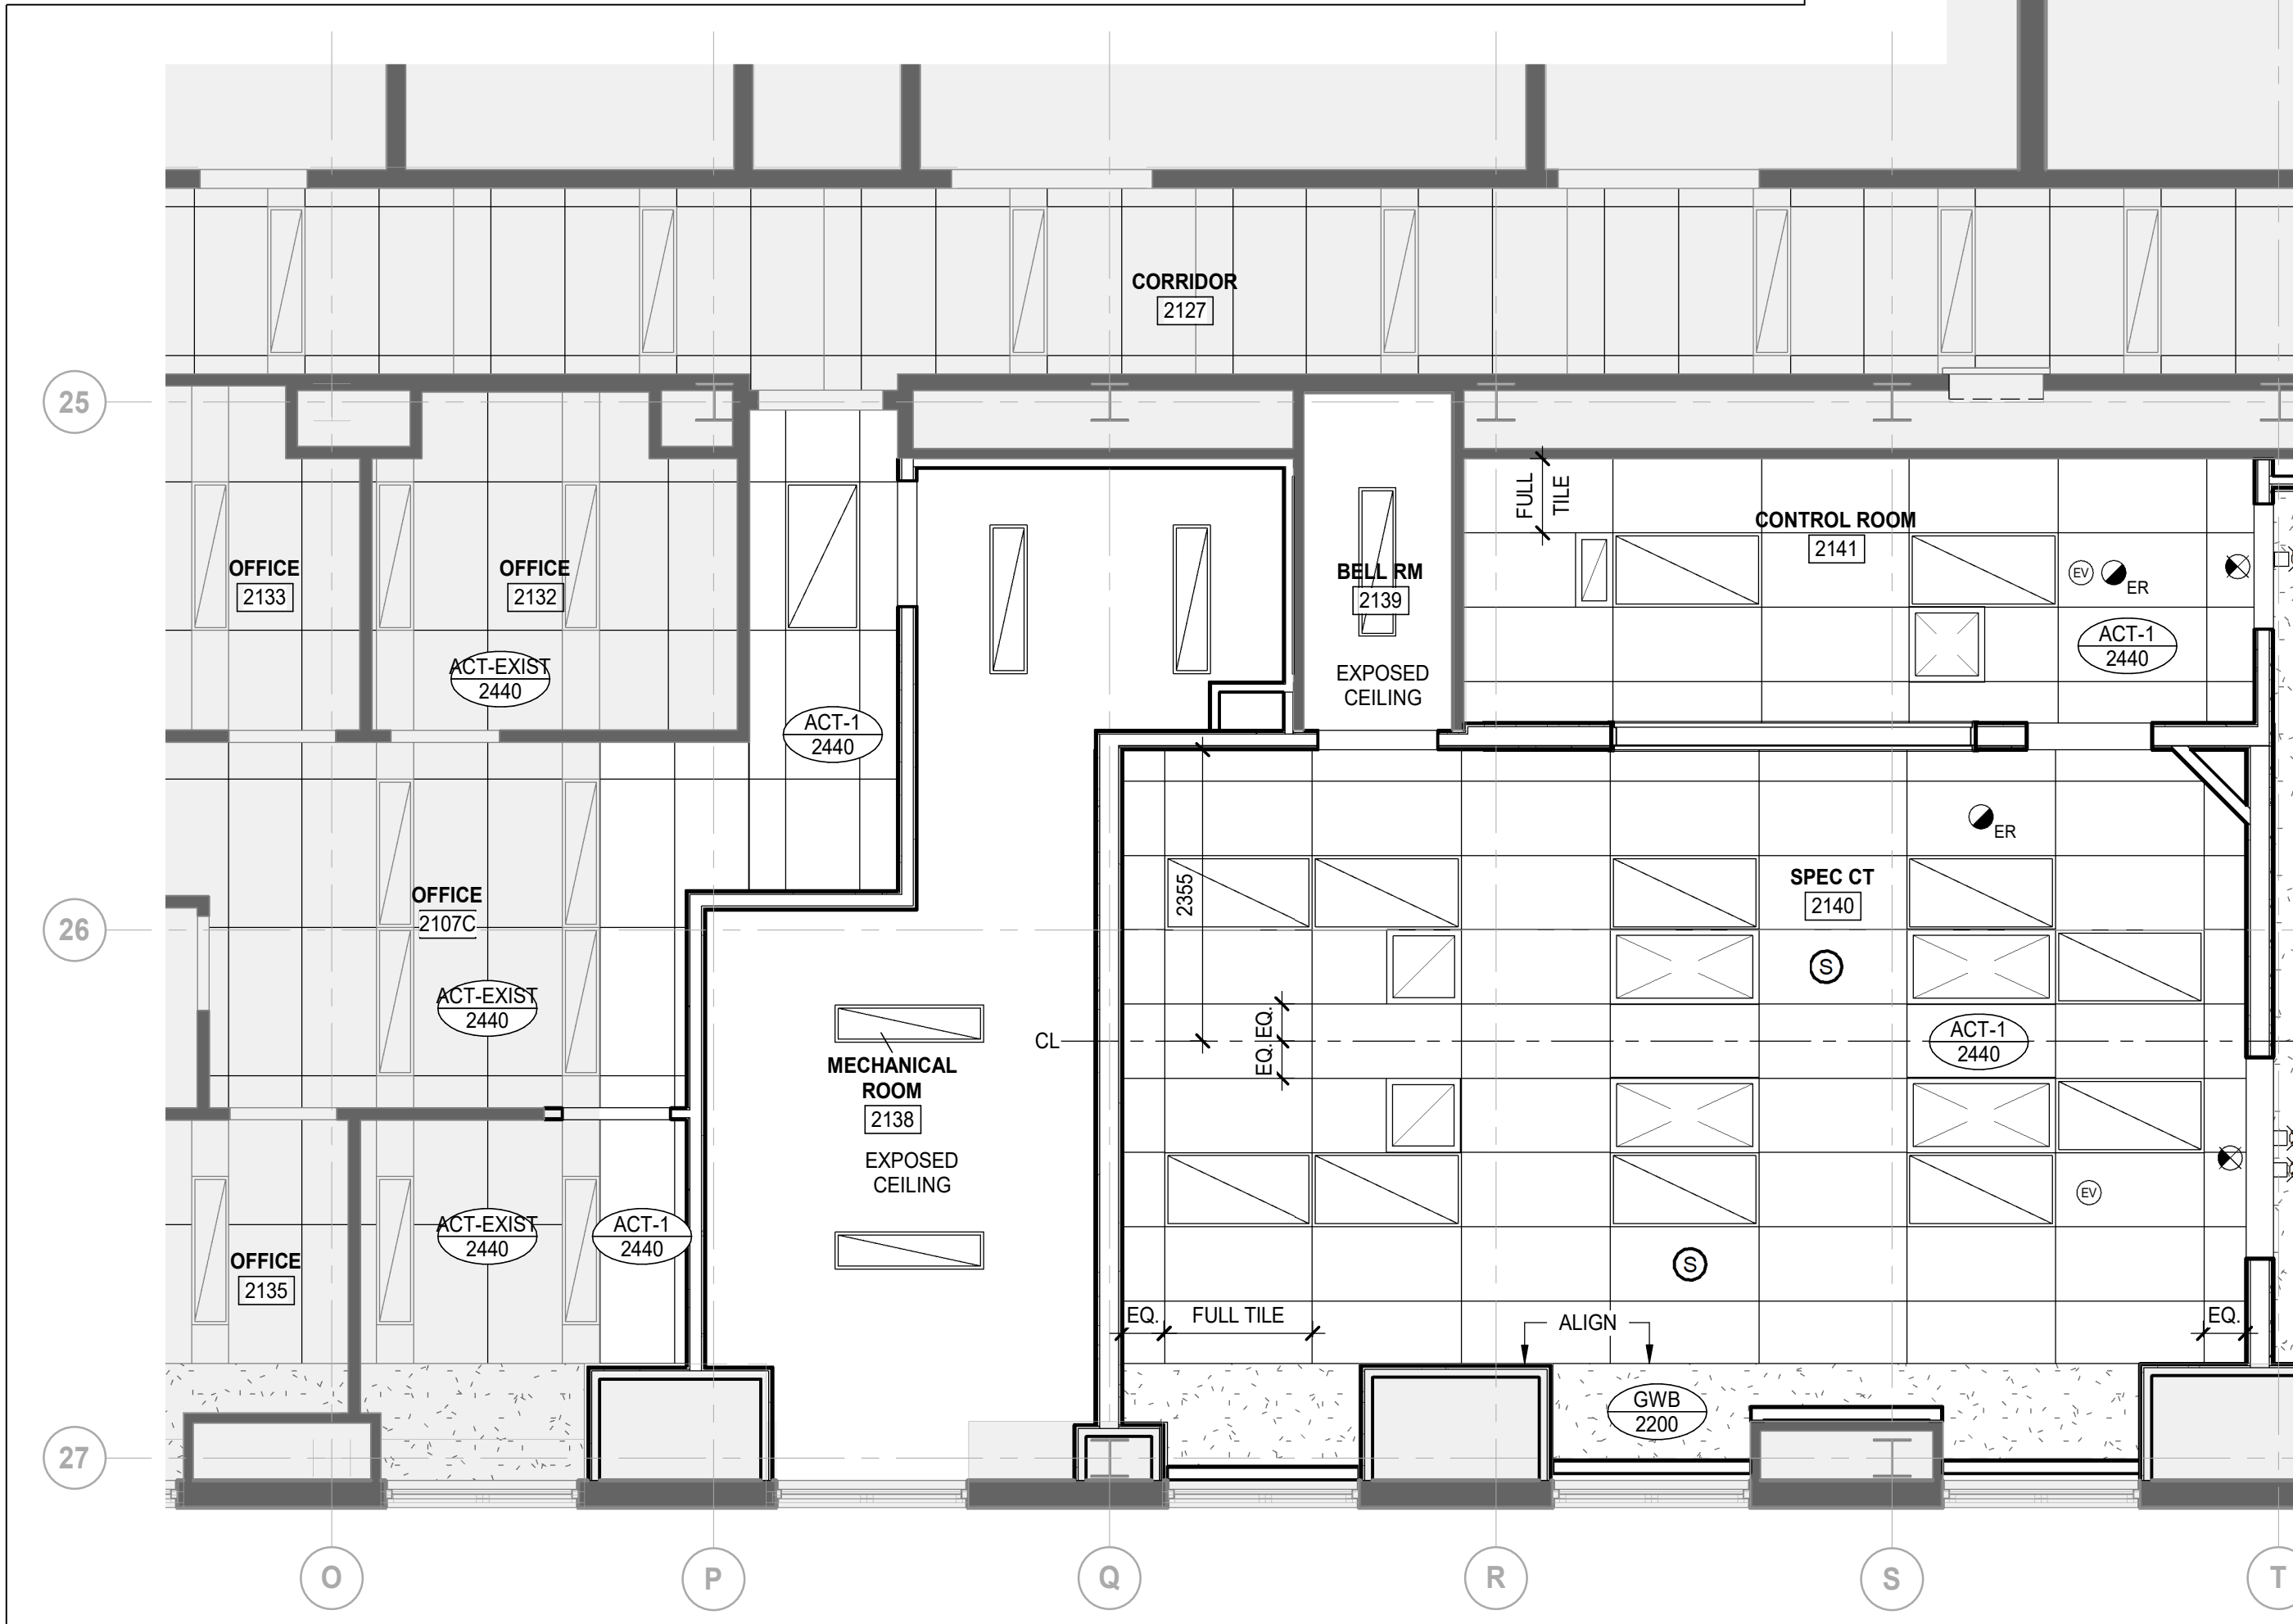 CORRIDOR
2127
25
FULL
TILE
CONTROL ROOM
2141
OFFICE
2133
OFFICE
2132
BELL RM
2139
EV
ER
ACT-EXIST
2440
ACT-1
2440
EXPOSED
CEILING
ACT-1
2440
ER
OFFICE
2107C
2355
SPEC CT
2140
26
S
ACT-EXIST
2440
EQ.
EQ.
CL
ACT-1
2440
MECHANICAL
ROOM
2138
EXPOSED
CEILING
EV
ACT-EXIST
2440
ACT-1
2440
OFFICE
2135
S
EQ.
FULL TILE
ALIGN
EQ.
GWB
2200
27
O
P
Q
R
S
T